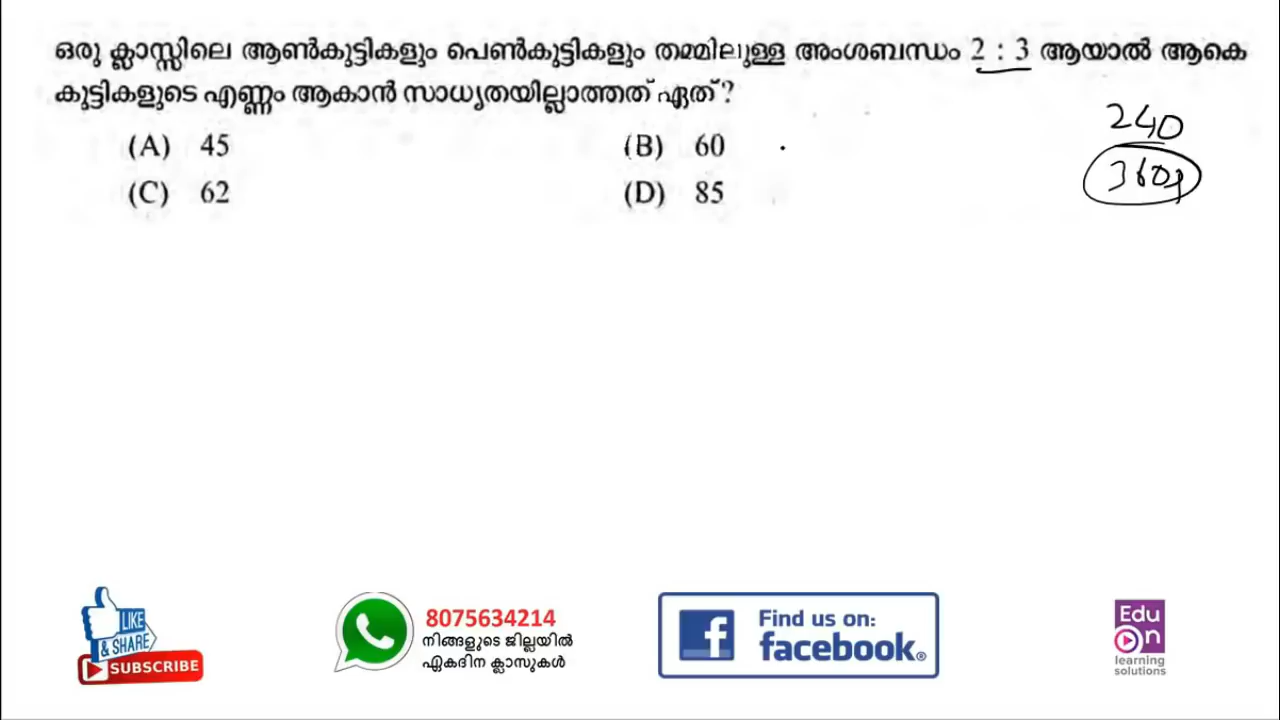 ഒരു ക്ലാസ്സിലെ ആൺകുട്ടികളും പെൺകുട്ടികളും തമ്മിലുള്ള അംശബന്ധം 2 : 3 ആയാൽ ആകെ
കുട്ടികളുടെ എണ്ണം ആകാൻ സാധ്യതയില്ലാത്തത് ഏത്?
240
(A) 45 (B) 60
360
(C) 62 (D) 85
LIKE
& SHARE
SUBSCRIBE
8075634214
നിങ്ങളുടെ ജില്ലയിൽ
ഏകദിന ക്ലാസുകൾ
Find us on:
facebook®
Edu
On
learning
solutions